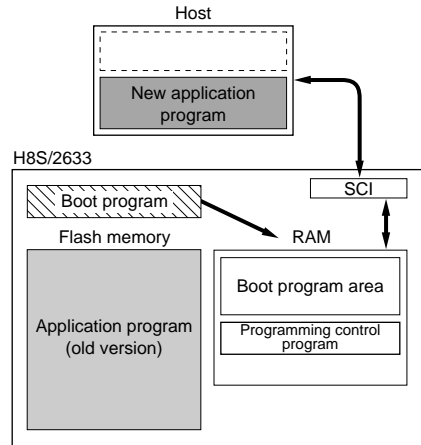 Host
New application
program
H8S/2633
SCI
Boot program
Flash memory
RAM
Application program
(old version)
Boot program area
Programming control
program